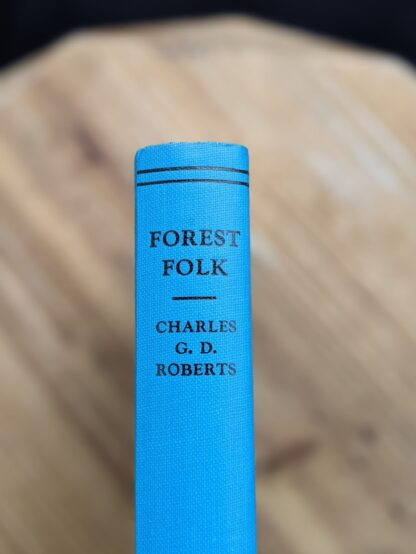 FOREST
FOLK
CHARLES
G. D.
ROBERTS